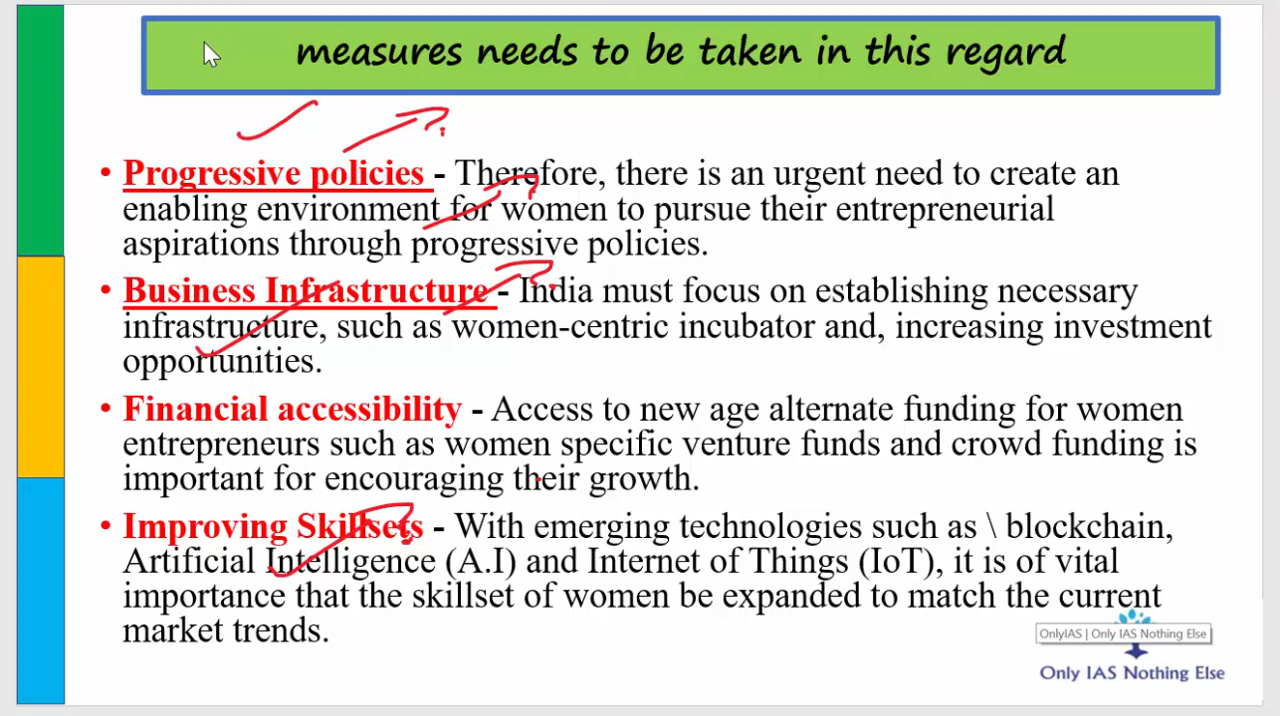 measures needs to be taken in this regard
• Progressive policies - Therefore, there is an urgent need to create an
enabling environment for women to pursue their entrepreneurial
aspirations through progressive policies.
• Business Infrastructure - India must focus on establishing necessary
infrastructure, such as women-centric incubator and, increasing investment
opportunities.
• Financial accessibility - Access to new age alternate funding for women
entrepreneurs such as women specific venture funds and crowd funding is
important for encouraging their growth.
• Improving Skillsets - With emerging technologies such as \ blockchain,
Artificial Intelligence (A.I) and Internet of Things (IoT), it is of vital
importance that the skillset of women be expanded to match the current
market trends.
OnlyIAS | Only IAS Nothing Else
Only IAS Nothing Else